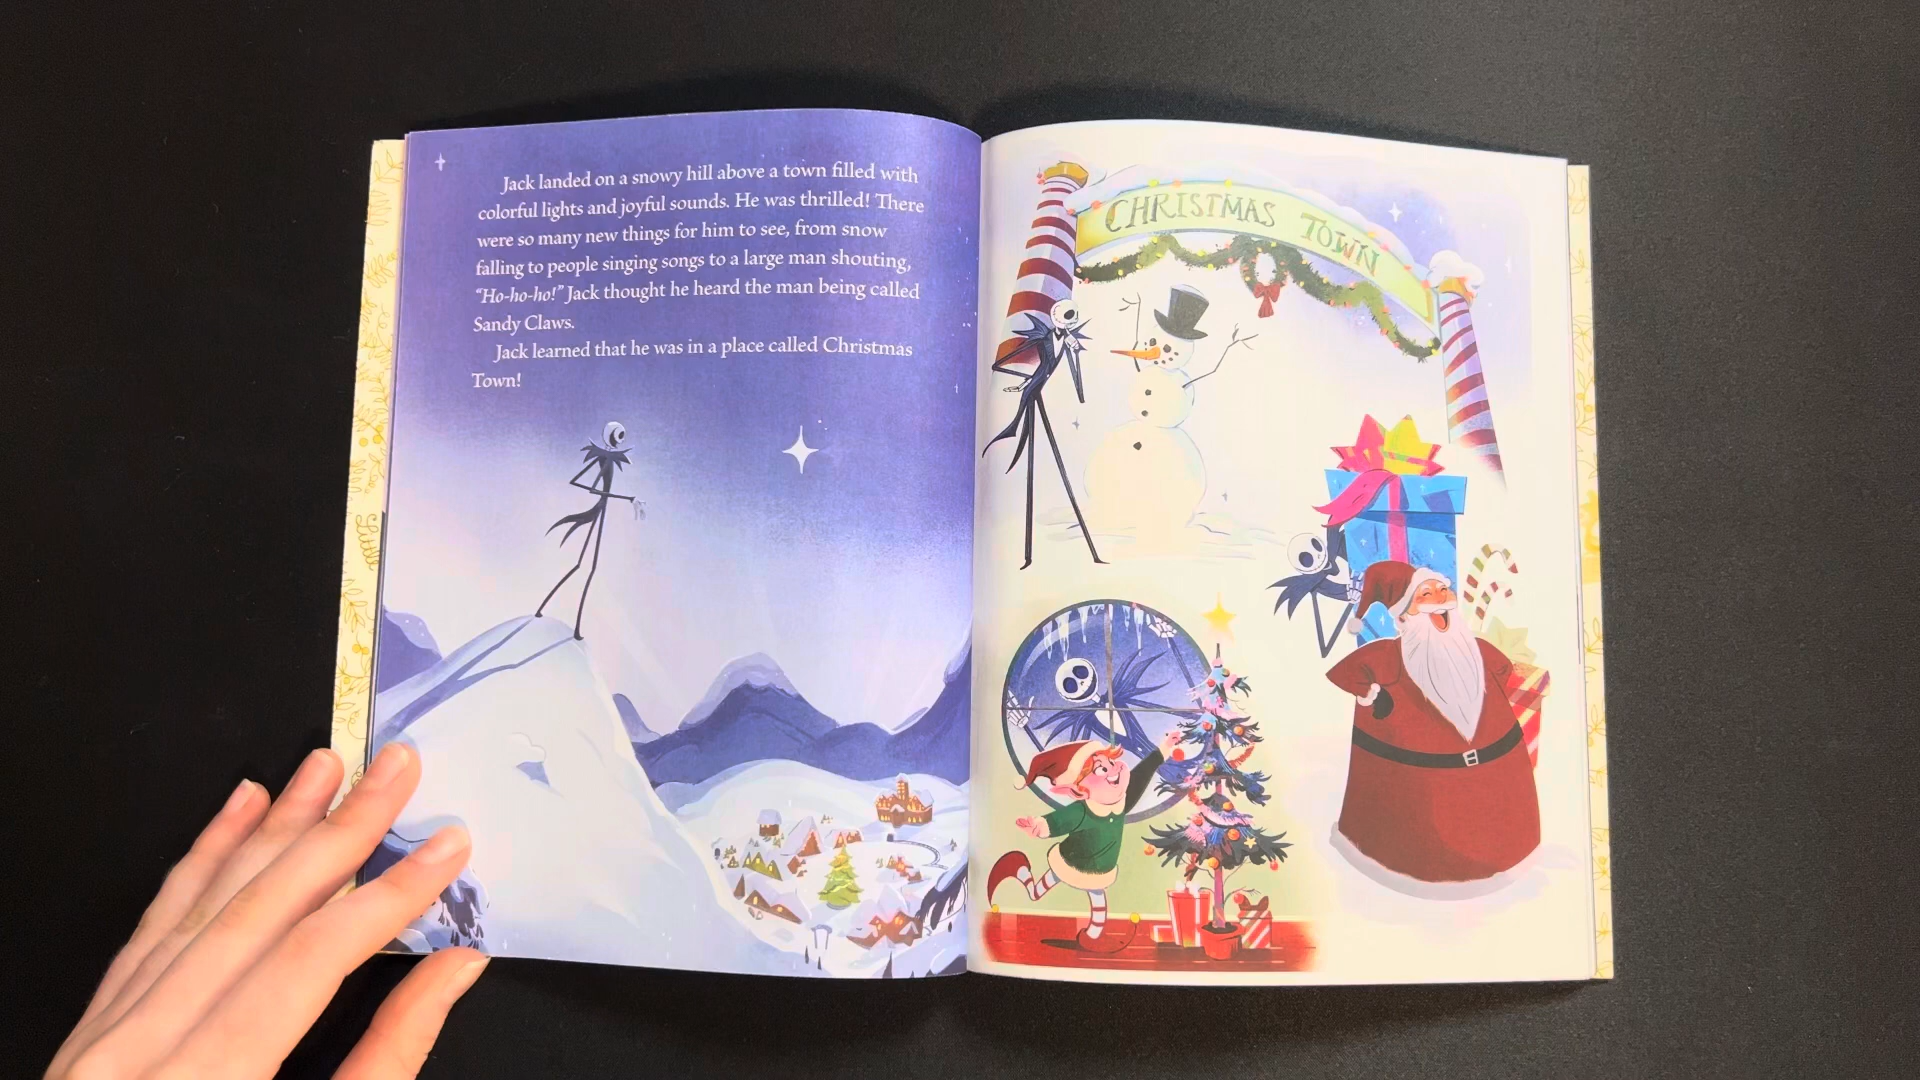 Jack landed on a snowy hill above a town filled with
colorful lights and joyful sounds. He was thrilled! There
were so many new things for him to see, from snow
falling to people singing songs to a large man shouting,
“Ho-ho-ho!” Jack thought he heard the man being called
Sandy Claws.
Jack learned that he was in a place called Christmas
Town!
CHRISTMAS TOWN
Little